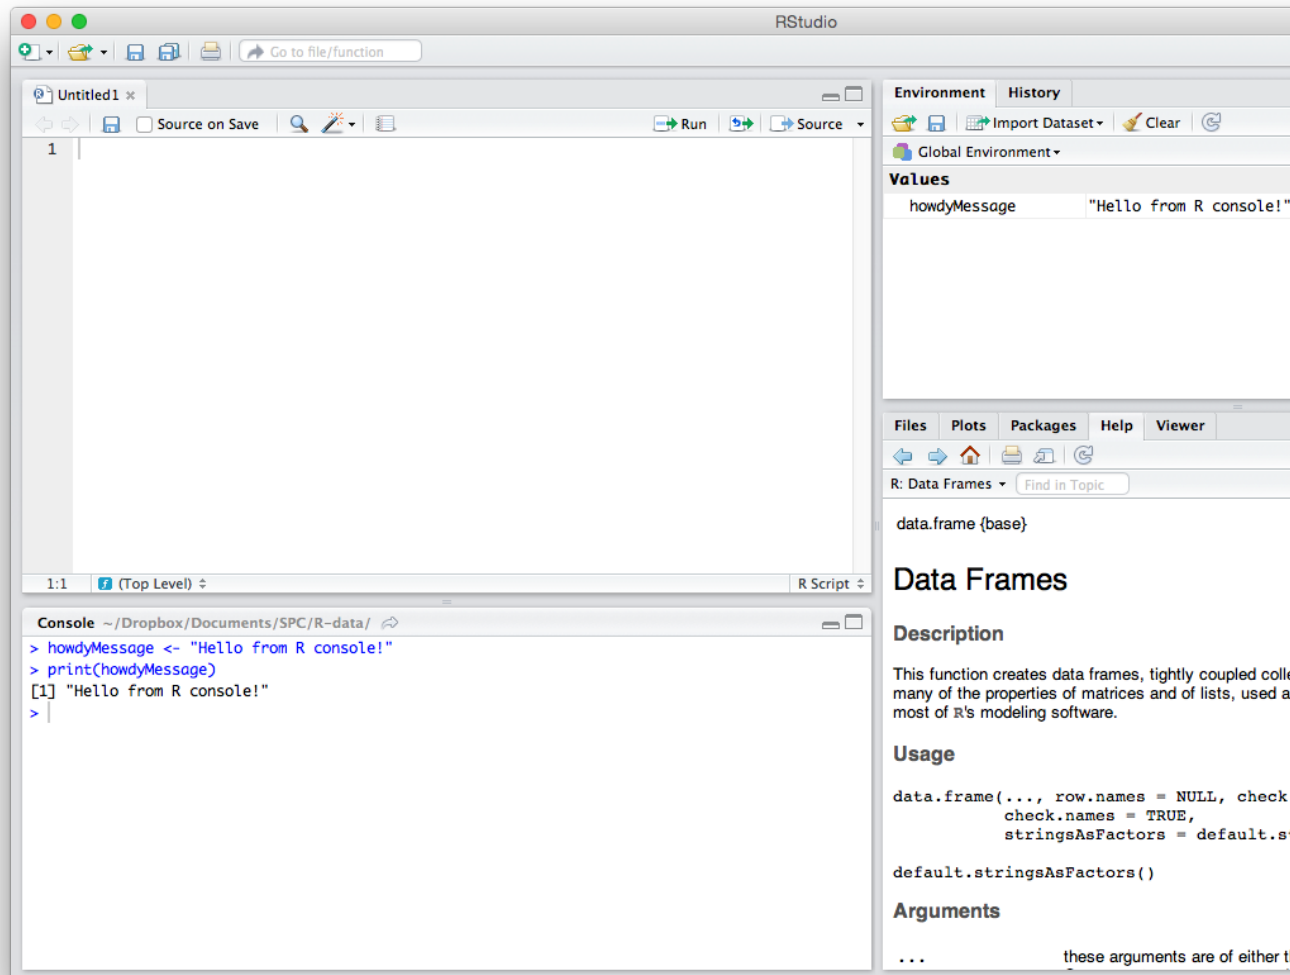 RStudio
Go to file/function
Untitled1
Source on Save
Run
Source
1
1:1
(Top Level)
R Script
Console ~/Dropbox/Documents/SPC/R-data/
> howdyMessage <- "Hello from R console!"
> print(howdyMessage)
[1] "Hello from R console!"
>
Environment History
Import Dataset
Clear
Global Environment
Values
howdyMessage "Hello from R console!"
Files Plots Packages Help Viewer
R: Data Frames
Find in Topic
data.frame {base}
Data Frames
Description
This function creates data frames, tightly coupled
many of the properties of matrices and of lists, used
most of R's modeling software.
Usage
data.frame(..., row.names = NULL, check
check.names = TRUE,
stringsAsFactors = default.
default.stringsAsFactors()
Arguments
... these arguments are of either